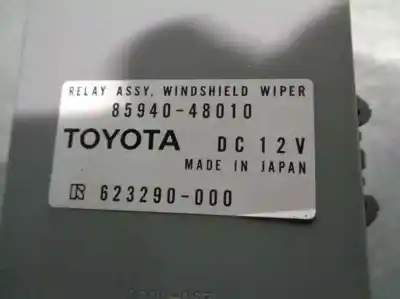 RELAY ASSY, WINDSHIELD WIPER
85940-48010
TOYOTA DC 12V
MADE IN JAPAN
R 623290-000